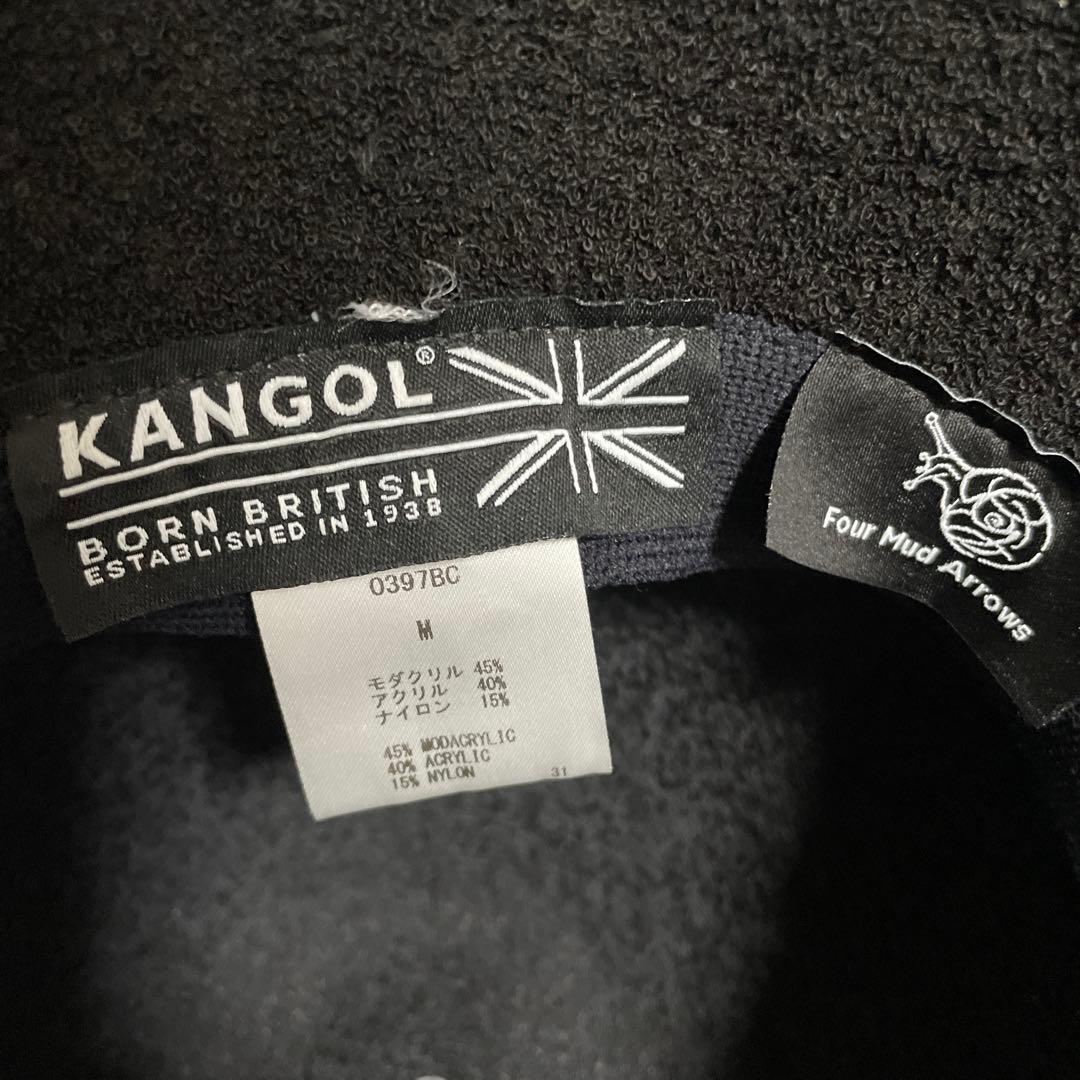 KANGOL®
BORN BRITISH
ESTABLISHED IN 1938
Four Mud Arrows
0397BC
M
モダクリル 45%
アクリル 40%
ナイロン 15%
45% MODACRYLIC
40% ACRYLIC
15% NYLON
31